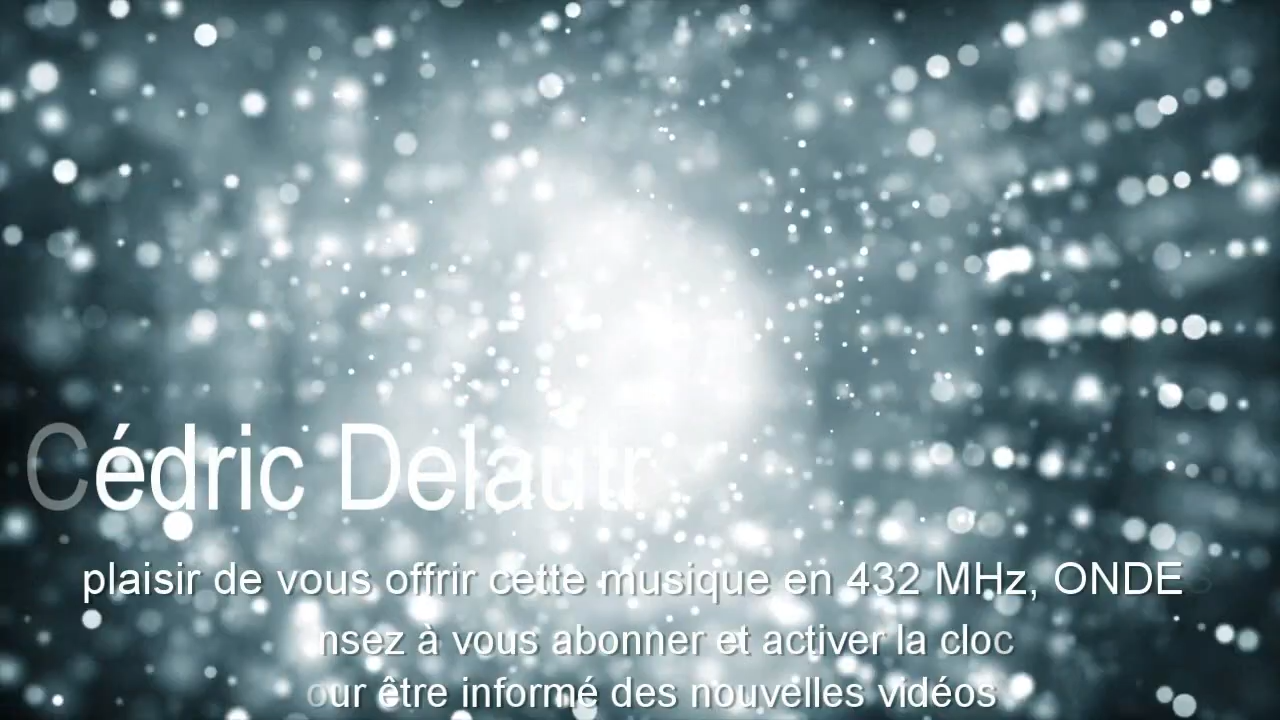 Cédric Delautr
plaisir de vous offrir cette musique en 432 MHz, ONDES
nsez à vous abonner et activer la cloc
our être informé des nouvelles vidéos